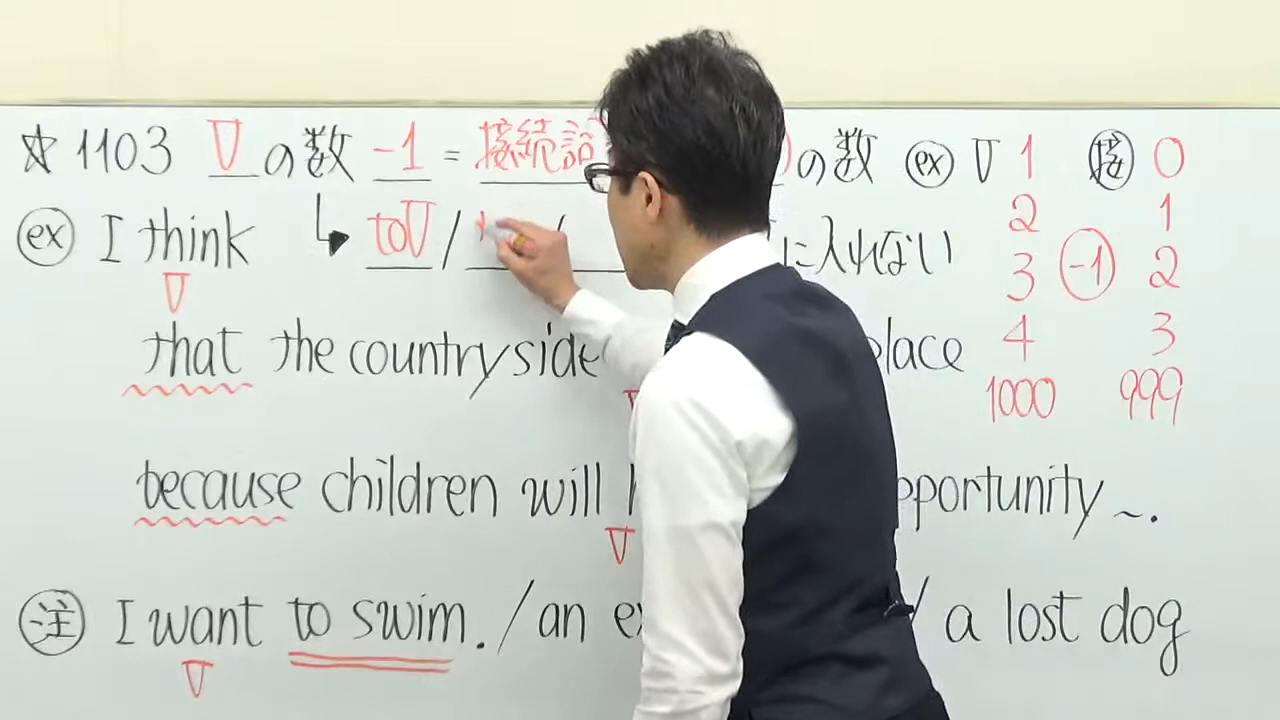 ☆ 1103 Vの数 -1 = 接続詞 の数 ex V 1 接 0
2 1
ex I think toV / / に入れない 3 -1 2
V
that the countryside place 4 3
1000 999
because children will pportunity ~.
V
注 I want to swim. / an / a lost dog
V